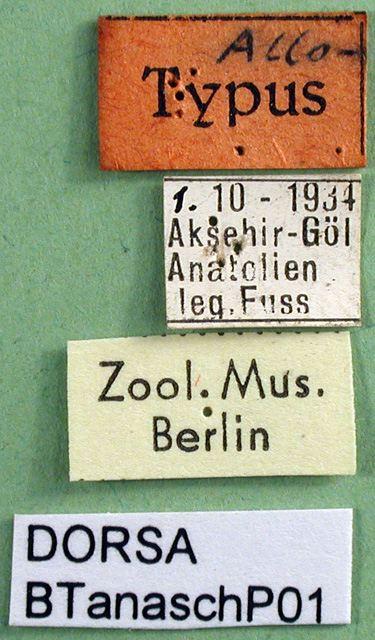 Allo-
Typus
1. 10 - 1934
Akşehir-Göl
Anatolien
leg. Fuss
Zool. Mus.
Berlin
DORSA
BTanaschP01